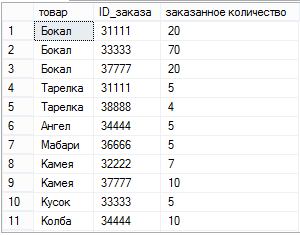 товар ID_заказа заказанное количество
1 Бокал 31111 20
2 Бокал 33333 70
3 Бокал 37777 20
4 Тарелка 31111 5
5 Тарелка 38888 4
6 Ангел 34444 5
7 Мабари 36666 5
8 Камея 32222 7
9 Камея 37777 10
10 Кусок 33333 5
11 Колба 34444 10